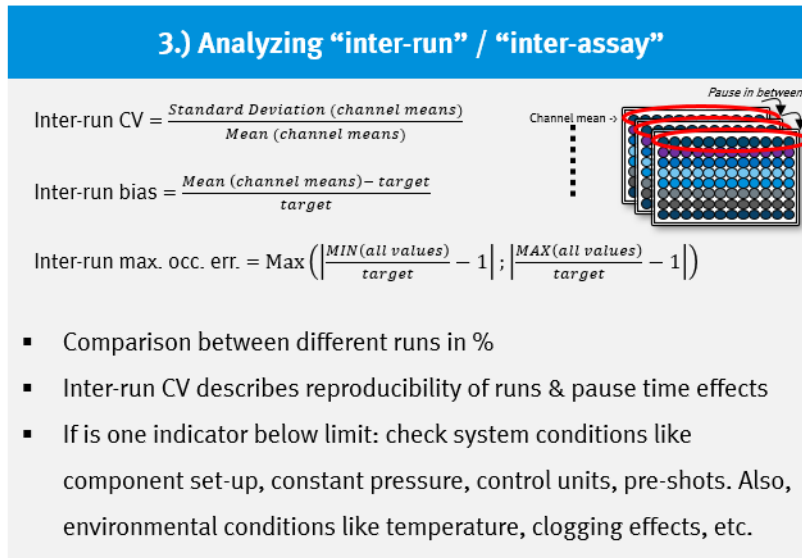 3.) Analyzing “inter-run” / “inter-assay”
Pause in between
Channel mean ->
Inter-run CV = Standard Deviation (channel means) / Mean (channel means)
Inter-run bias = Mean (channel means)− target / target
Inter-run max. occ. err. = Max (|MIN(all values) / target − 1| ; |MAX(all values) / target − 1|)
▪ Comparison between different runs in %
▪ Inter-run CV describes reproducibility of runs & pause time effects
▪ If is one indicator below limit: check system conditions like
component set-up, constant pressure, control units, pre-shots. Also,
environmental conditions like temperature, clogging effects, etc.